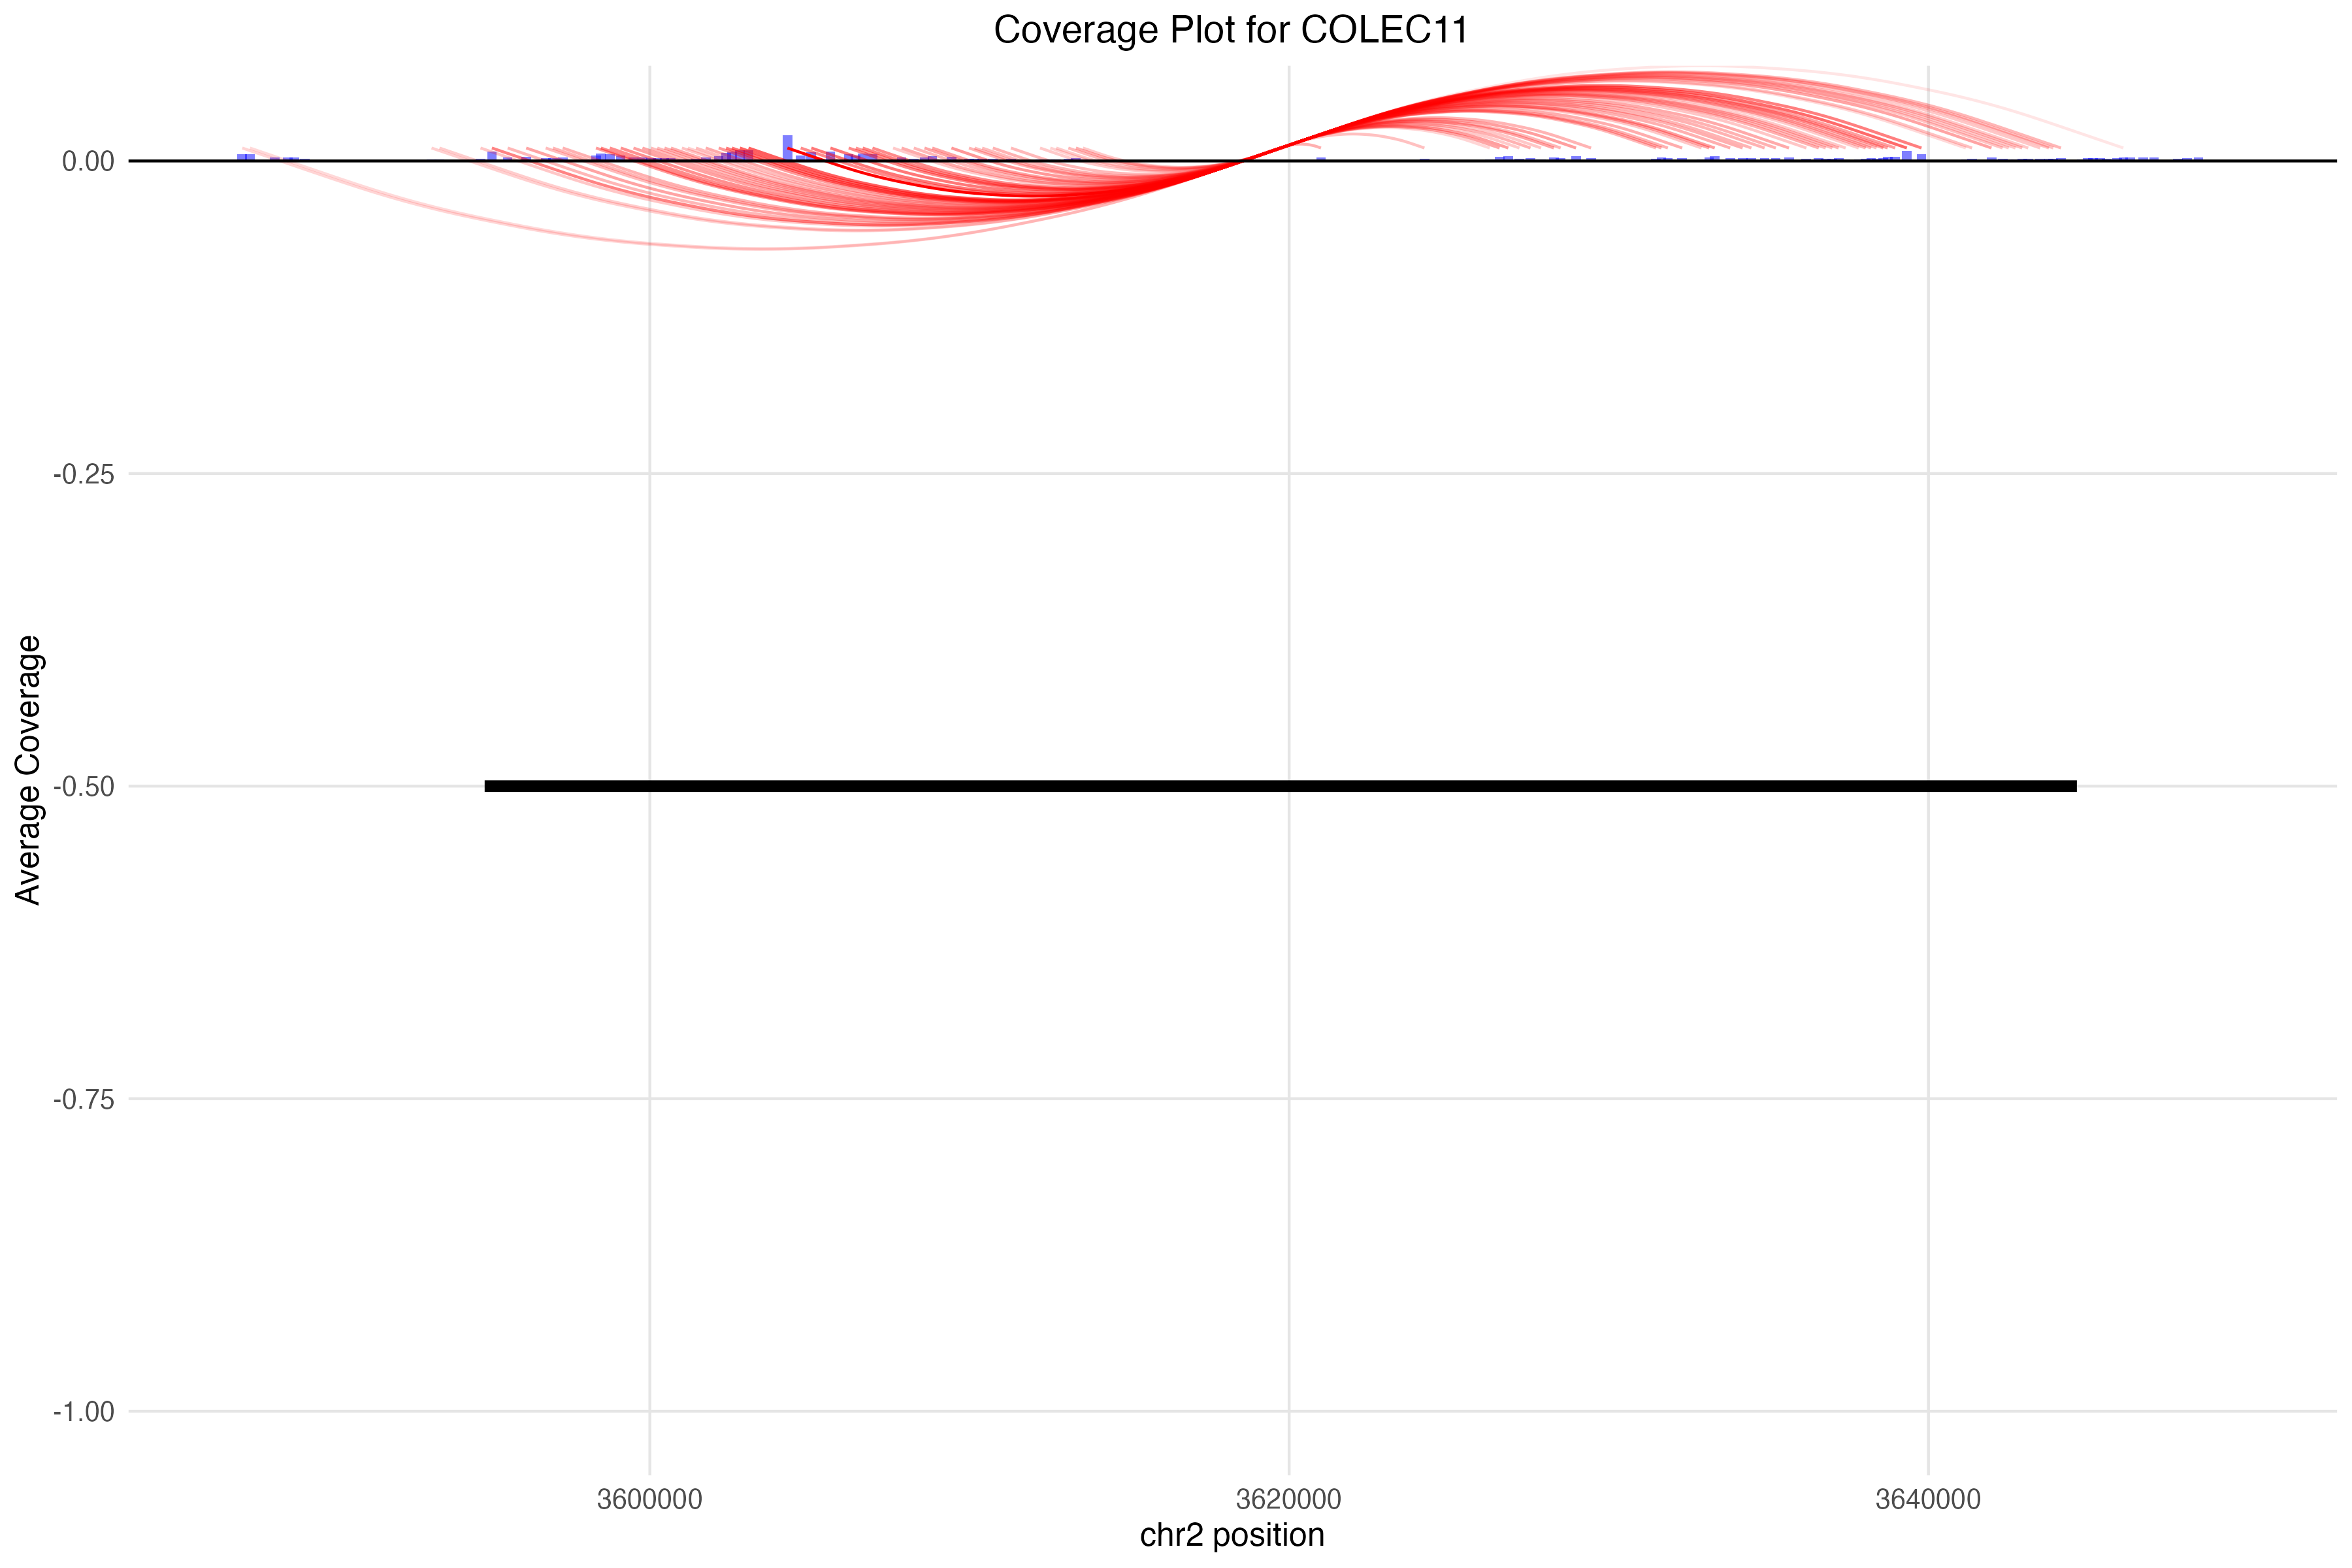 Coverage Plot for COLEC11
Average Coverage
0.00
-0.25
-0.50
-0.75
-1.00
3600000
3620000
3640000
chr2 position